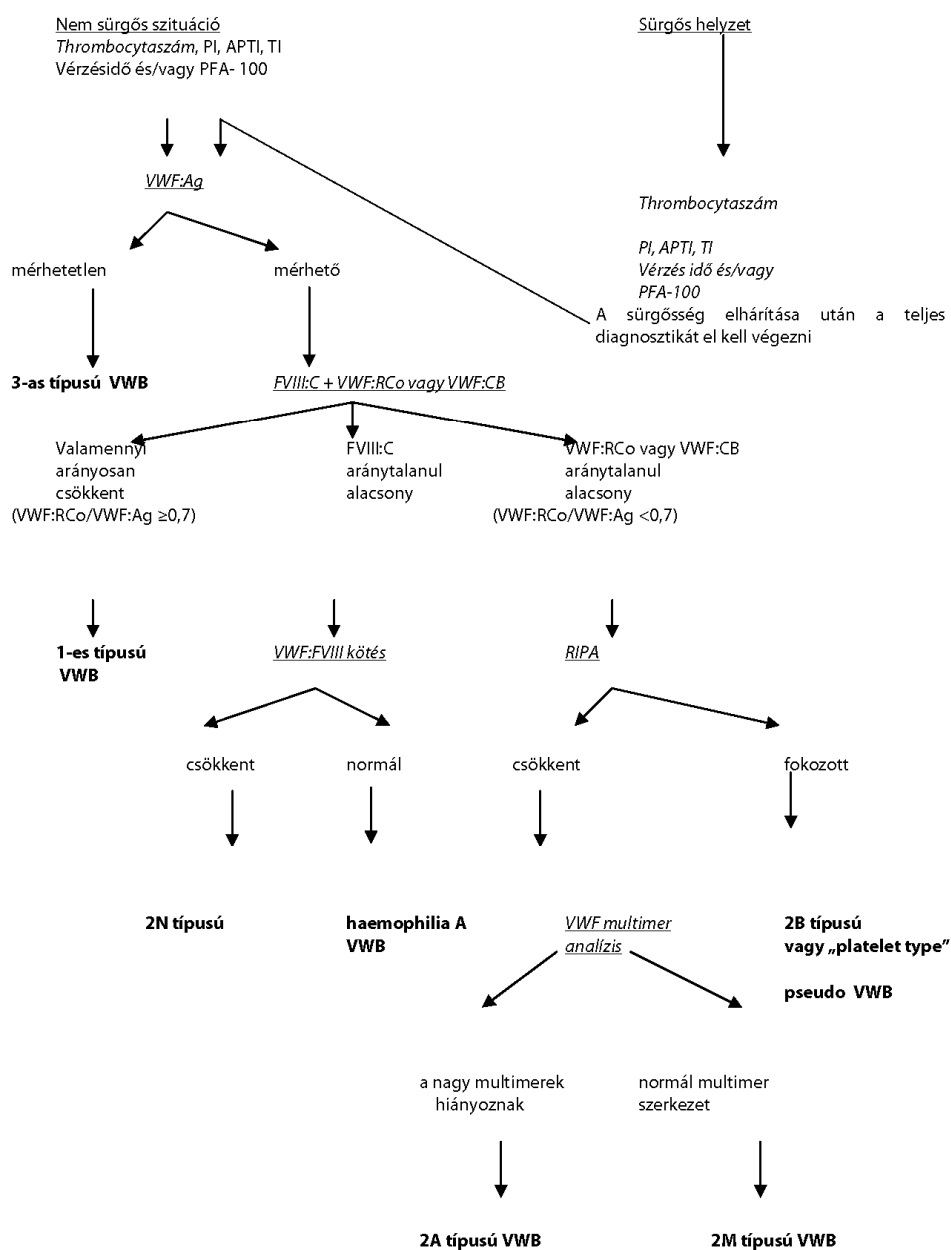 Nem sürgős szituáció
Thrombocytaszám, PI, APTI, TI
Vérzésidő és/vagy PFA- 100
Sürgős helyzet
VWF:Ag
Thrombocytaszám
PI, APTI, TI
Vérzés idő és/vagy
PFA-100
A sürgősség elhárítása után a teljes
diagnosztikát el kell végezni
mérhetetlen
mérhető
3-as típusú VWB
FVIII:C + VWF:RCo vagy VWF:CB
Valamennyi
arányosan
csökkent
(VWF:RCo/VWF:Ag ≥0,7)
FVIII:C
aránytalanul
alacsony
VWF:RCo vagy VWF:CB
aránytalanul
alacsony
(VWF:RCo/VWF:Ag <0,7)
1-es típusú
VWB
VWF:FVIII kötés
RIPA
csökkent
normál
csökkent
fokozott
2N típusú
haemophilia A
VWB
VWF multimer
analízis
2B típusú
vagy „platelet type”
pseudo VWB
a nagy multimerek
hiányoznak
normál multimer
szerkezet
2A típusú VWB
2M típusú VWB